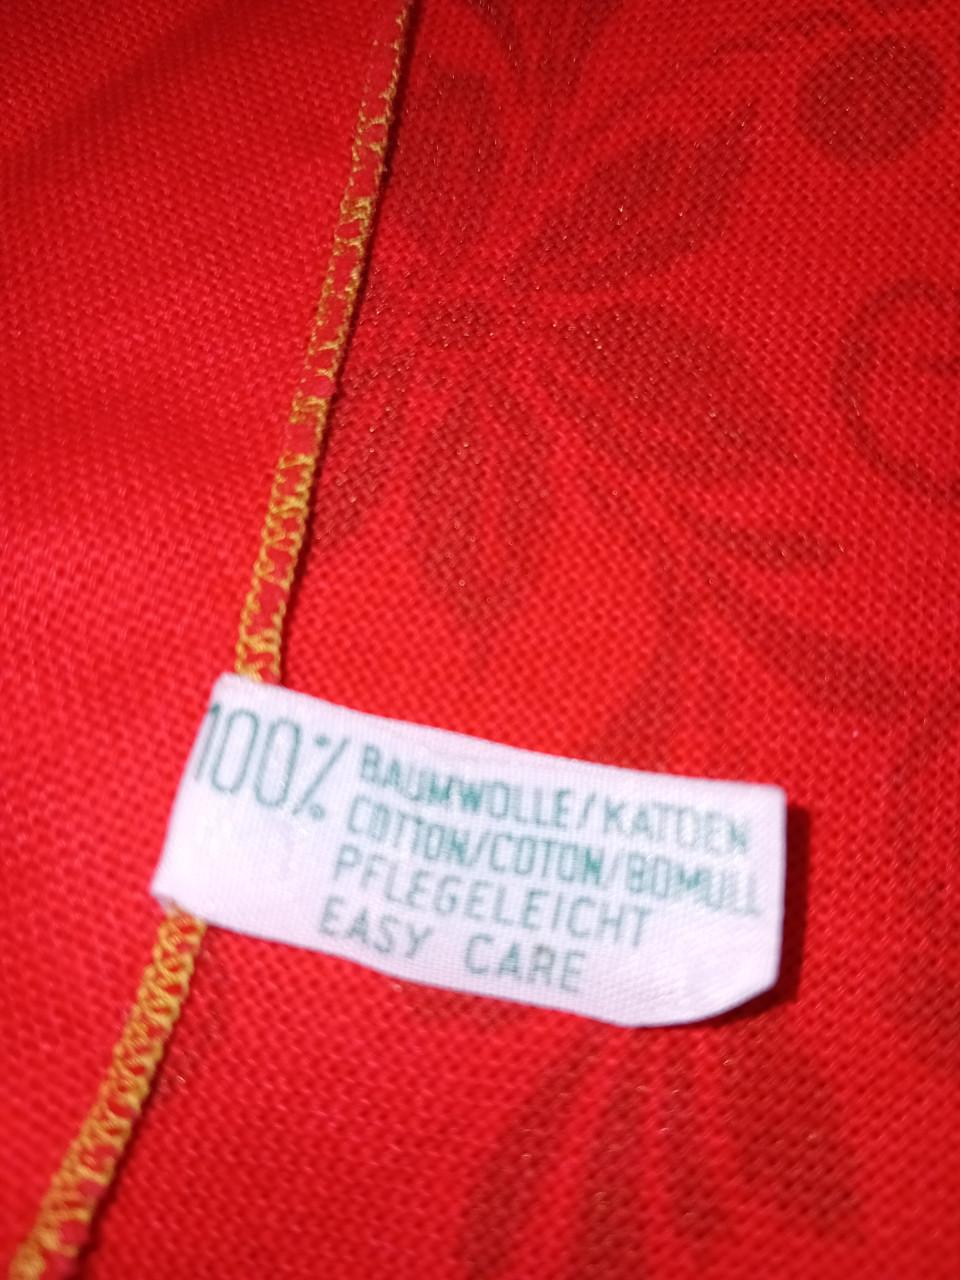 100% BAUMWOLLE/KATOEN
COTTON/COTON/BOMULL
PFLEGELEICHT
EASY CARE